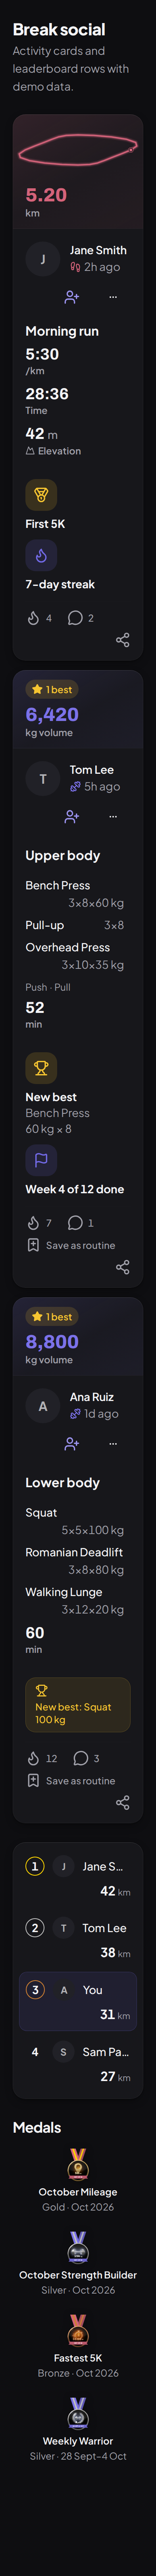 Break social
Activity cards and
leaderboard rows with
demo data.
5.20
km
J
Jane Smith
2h ago
...
Morning run
5:30
/km
28:36
Time
42 m
Elevation
First 5K
7-day streak
4
2
1 best
6,420
kg volume
T
Tom Lee
5h ago
...
Upper body
Bench Press
3×8×60 kg
Pull-up 3×8
Overhead Press
3×10×35 kg
Push · Pull
52
min
New best
Bench Press
60 kg × 8
Week 4 of 12 done
7
1
Save as routine
1 best
8,800
kg volume
A
Ana Ruiz
1d ago
...
Lower body
Squat
5×5×100 kg
Romanian Deadlift
3×8×80 kg
Walking Lunge
3×12×20 kg
60
min
New best: Squat
100 kg
12
3
Save as routine
1 J Jane S...
42 km
2 T Tom Lee
38 km
3 A You
31 km
4 S Sam Pa...
27 km
Medals
October Mileage
Gold · Oct 2026
October Strength Builder
Silver · Oct 2026
Fastest 5K
Bronze · Oct 2026
Weekly Warrior
Silver · 28 Sept–4 Oct